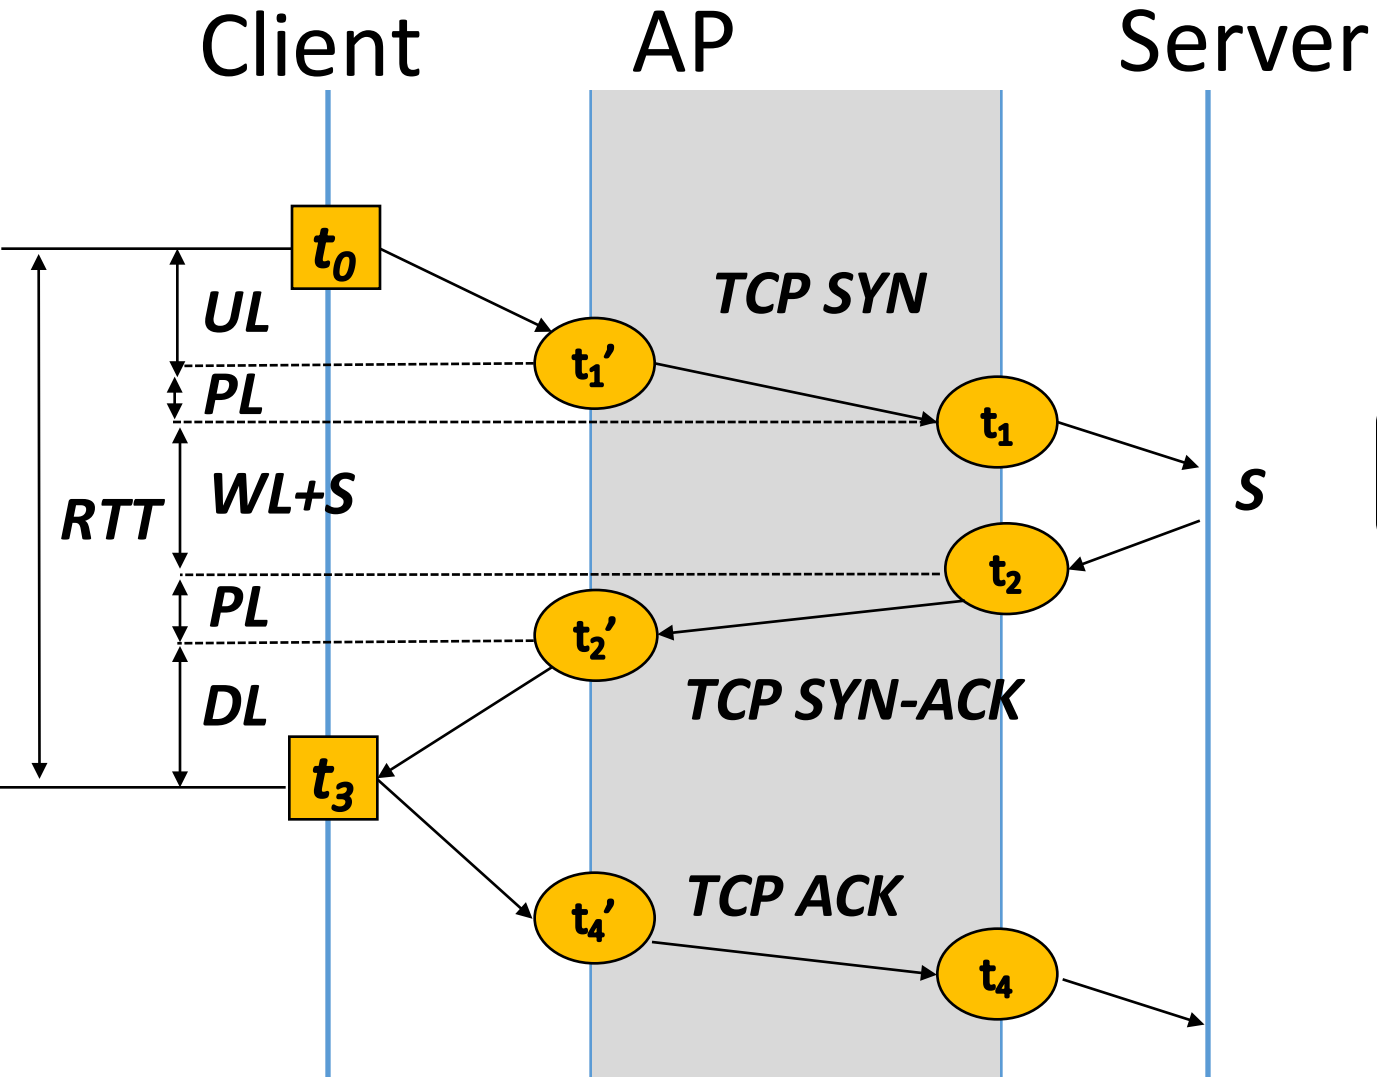 Client AP Server
t0
TCP SYN
UL
t1’
PL
t1
WL+S
S
RTT
t2
PL
t2’
TCP SYN-ACK
DL
t3
TCP ACK
t4’
t4